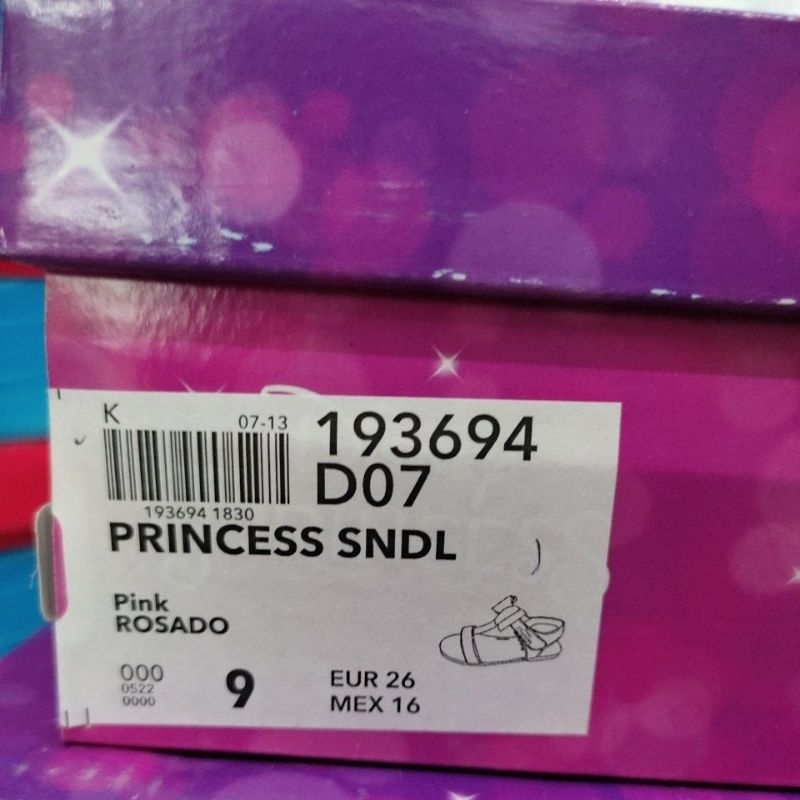 K
07-13
193694
D07
193694 1830
PRINCESS SNDL
Pink
ROSADO
000
0522
0000
9
EUR 26
MEX 16